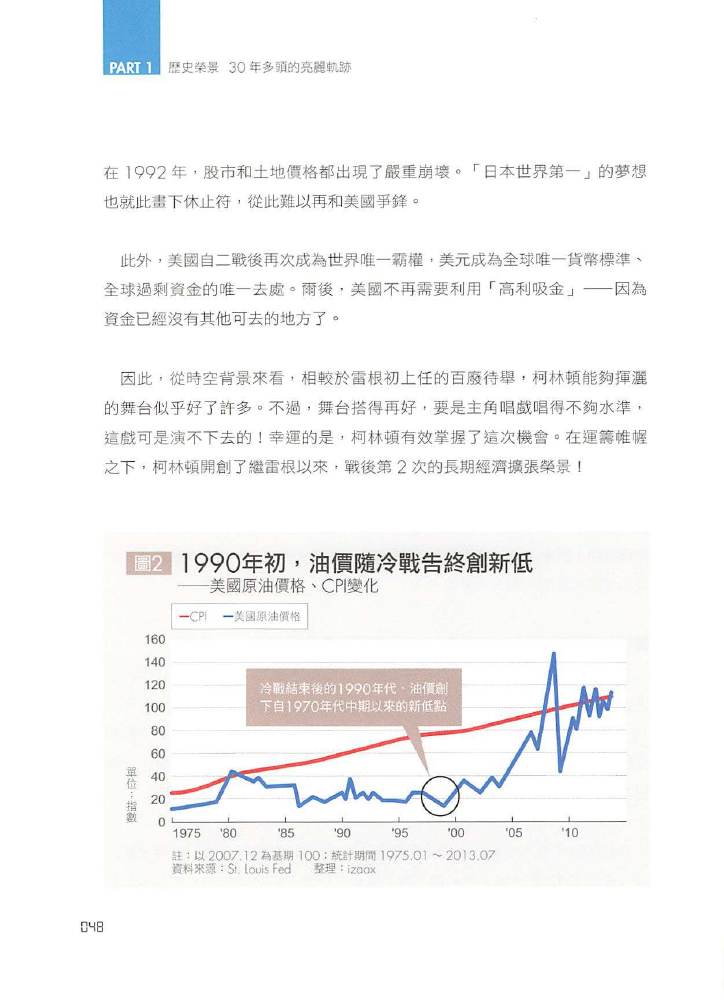 PART 1 歷史榮景 30年多頭的亮麗軌跡
在 1992 年，股市和土地價格都出現了嚴重崩壞。「日本世界第一」的夢想
也就此畫下休止符，從此難以再和美國爭鋒。
此外，美國自二戰後再次成為世界唯一霸權，美元成為全球唯一貨幣標準、
全球過剩資金的唯一去處。爾後，美國不再需要利用「高利吸金」——因為
資金已經沒有其他可去的地方了。
因此，從時空背景來看，相較於雷根初上任的百廢待舉，柯林頓能夠揮灑
的舞台似乎好了許多。不過，舞台搭得再好，要是主角唱戲唱得不夠水準，
這戲可是演不下去的！幸運的是，柯林頓有效掌握了這次機會。在運籌帷幄
之下，柯林頓開創了繼雷根以來，戰後第 2 次的長期經濟擴張榮景！
圖2 1990年初，油價隨冷戰告終創新低
——美國原油價格、CPI變化
CPI 美國原油價格
160
140
120
100
80
60
40
20
0
單位：指數
冷戰結束後的1990年代，油價創
下自1970年代中期以來的新低點
1975 '80 '85 '90 '95 '00 '05 '10
註：以 2007.12 為基期 100；統計期間 1975.01～2013.07
資料來源：St. Louis Fed 整理：izaax
048